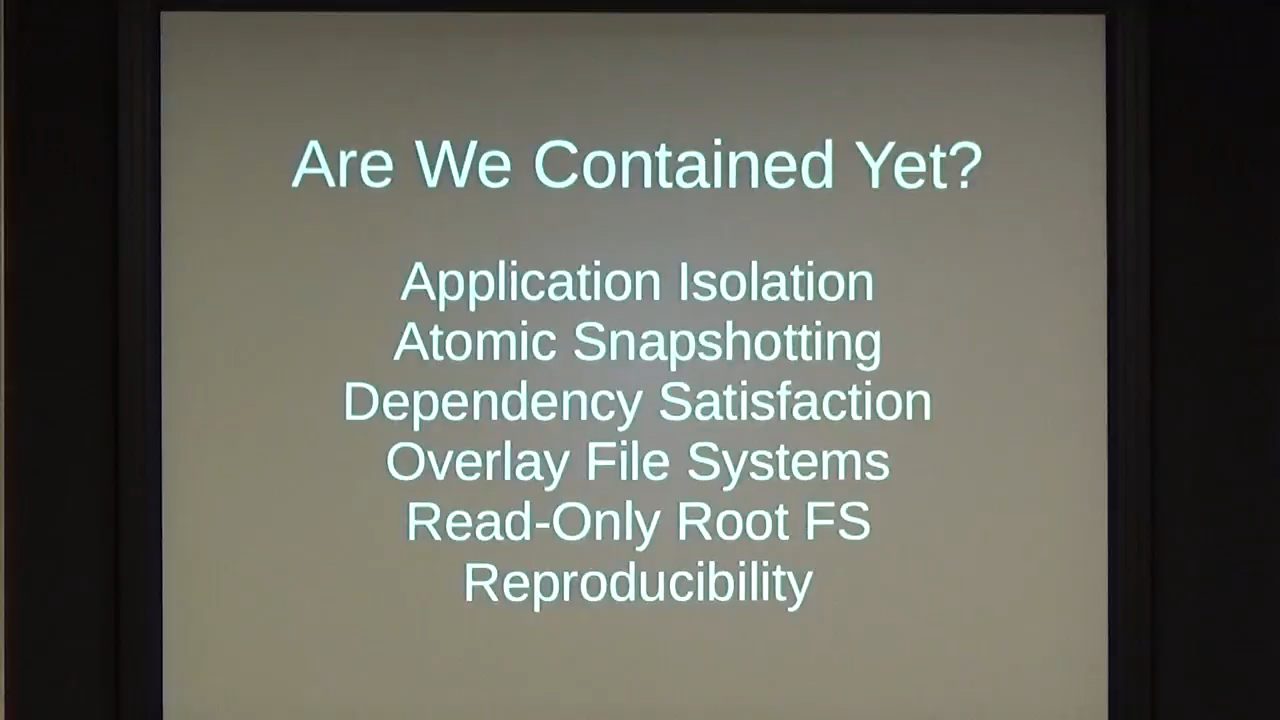 Are We Contained Yet?
Application Isolation
Atomic Snapshotting
Dependency Satisfaction
Overlay File Systems
Read-Only Root FS
Reproducibility